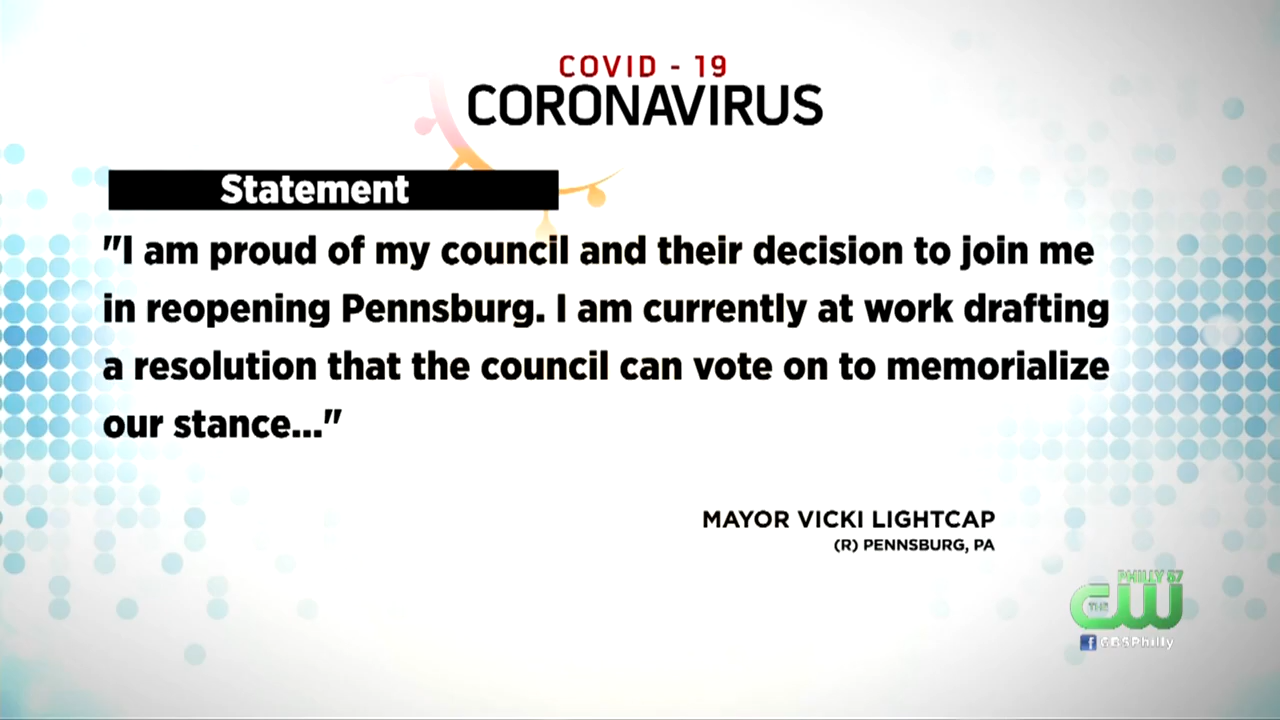 COVID - 19
CORONAVIRUS
Statement
"I am proud of my council and their decision to join me
in reopening Pennsburg. I am currently at work drafting
a resolution that the council can vote on to memorialize
our stance..."
MAYOR VICKI LIGHTCAP
(R) PENNSBURG, PA
PHILLY 57
THE CW
f CBSPhilly